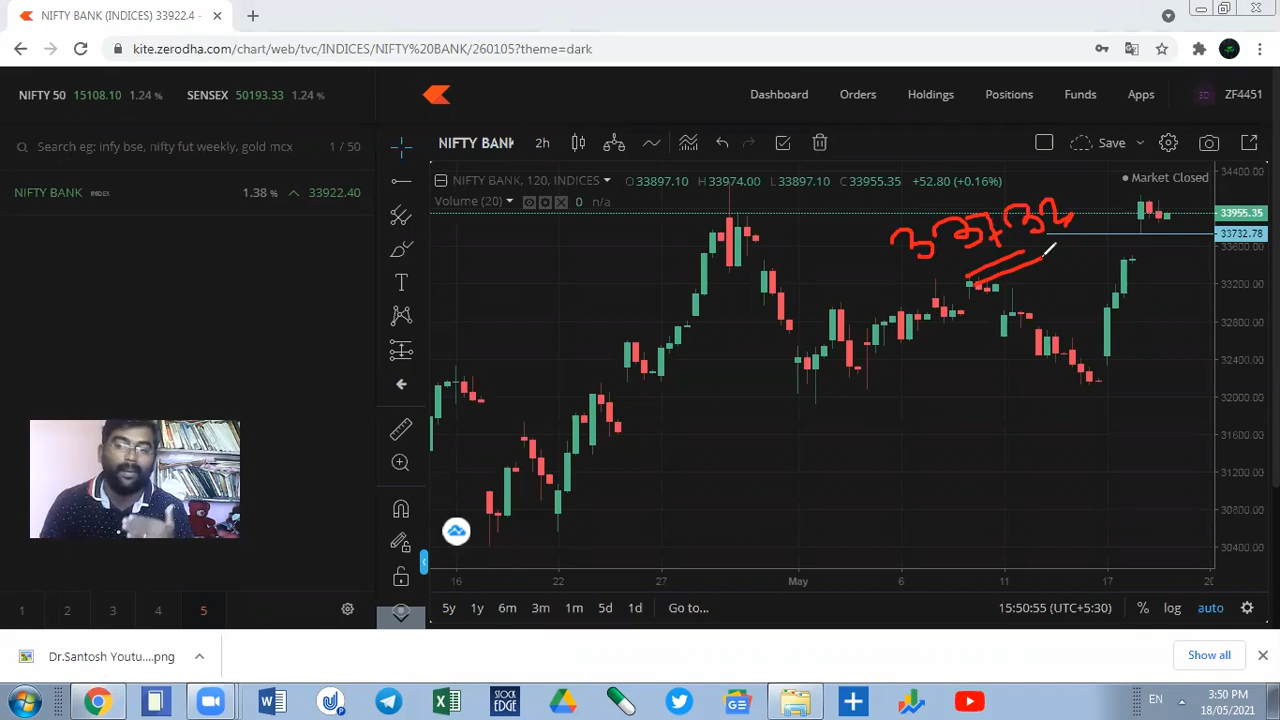 NIFTY BANK (INDICES) 33922.4 -
kite.zerodha.com/chart/web/tvc/INDICES/NIFTY%20BANK/260105?theme=dark
NIFTY 50 15108.10 1.24 % SENSEX 50193.33 1.24 %
Dashboard Orders Holdings Positions Funds Apps ZF4451
Search eg: infy bse, nifty fut weekly, gold mcx 1 / 50
NIFTY BANK 2h Save
NIFTY BANK INDEX 1.38 % 33922.40
NIFTY BANK, 120, INDICES O33897.10 H33974.00 L33897.10 C33955.35 +52.80 (+0.16%)
Market Closed
Volume (20) 0 n/a
33732
34400.00
33955.35
33732.78
33600.00
33200.00
32800.00
32400.00
32000.00
31600.00
31200.00
30800.00
30400.00
16 22 27 May 6 11 17 20
5y 1y 6m 3m 1m 5d 1d Go to... 15:50:55 (UTC+5:30) % log auto
1 2 3 4 5
Dr.Santosh Youtu....png
Show all
W STOCK EDGE
EN
3:50 PM
18/05/2021